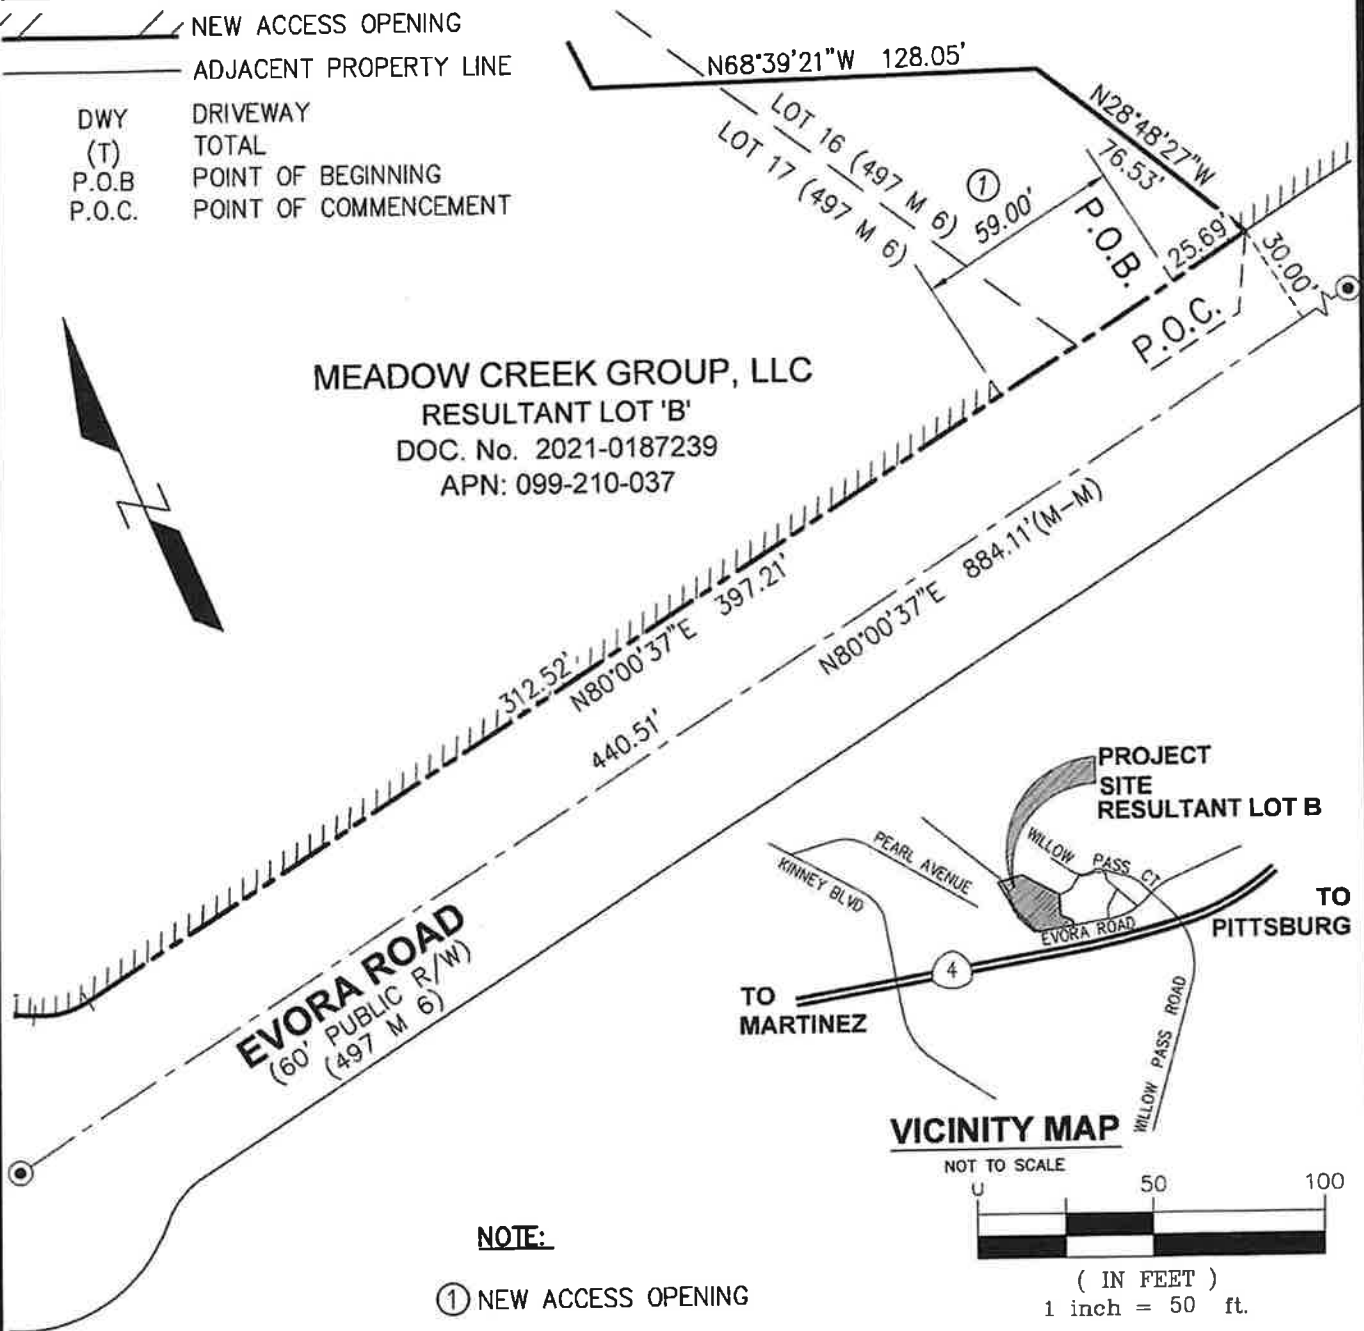 NEW ACCESS OPENING
ADJACENT PROPERTY LINE
DWY DRIVEWAY
(T) TOTAL
P.O.B POINT OF BEGINNING
P.O.C. POINT OF COMMENCEMENT
N68°39'21"W 128.05'
N28°48'27"W
76.53'
LOT 16 (497 M 6)
LOT 17 (497 M 6)
1
59.00'
P.O.B.
25.69'
30.00'
P.O.C.
MEADOW CREEK GROUP, LLC
RESULTANT LOT 'B'
DOC. No. 2021-0187239
APN: 099-210-037
312.52'
N80°00'37"E 397.21'
N80°00'37"E 884.11'(M-M)
440.51'
EVORA ROAD
(60' PUBLIC R/W)
(497 M 6)
PROJECT
SITE
RESULTANT LOT B
WILLOW PASS CT
PEARL AVENUE
KINNEY BLVD
EVORA ROAD
TO
PITTSBURG
4
TO
MARTINEZ
WILLOW PASS ROAD
VICINITY MAP
NOT TO SCALE
0 50 100
( IN FEET )
1 inch = 50 ft.
NOTE:
1 NEW ACCESS OPENING